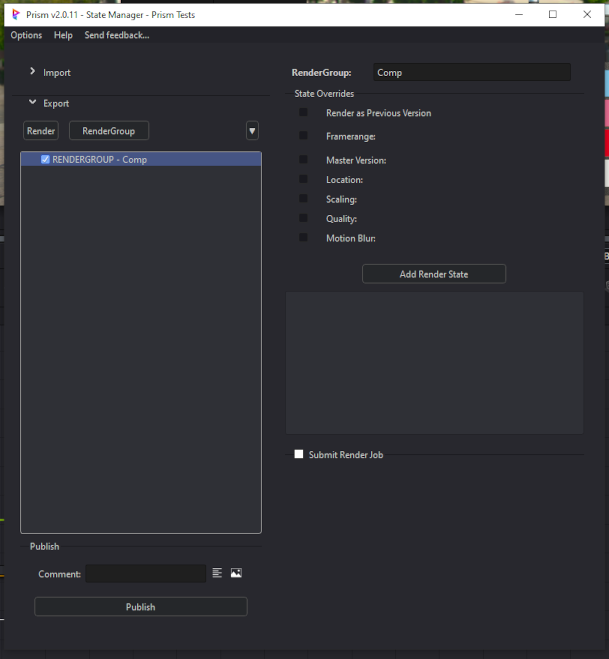 Prism v2.0.11 - State Manager - Prism Tests
Options Help Send feedback...
Import
Export
Render RenderGroup
RENDERGROUP - Comp
Publish
Comment:
Publish
RenderGroup: Comp
State Overrides
Render as Previous Version
Framerange:
Master Version:
Location:
Scaling:
Quality:
Motion Blur:
Add Render State
Submit Render Job